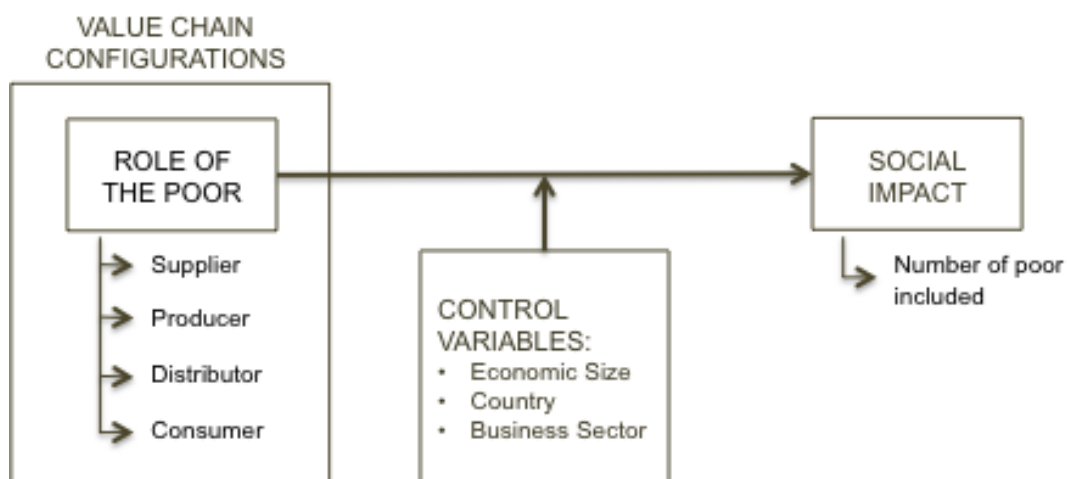 VALUE CHAIN
CONFIGURATIONS
ROLE OF
THE POOR
Supplier
Producer
Distributor
Consumer
CONTROL
VARIABLES:
• Economic Size
• Country
• Business Sector
SOCIAL
IMPACT
Number of poor
included